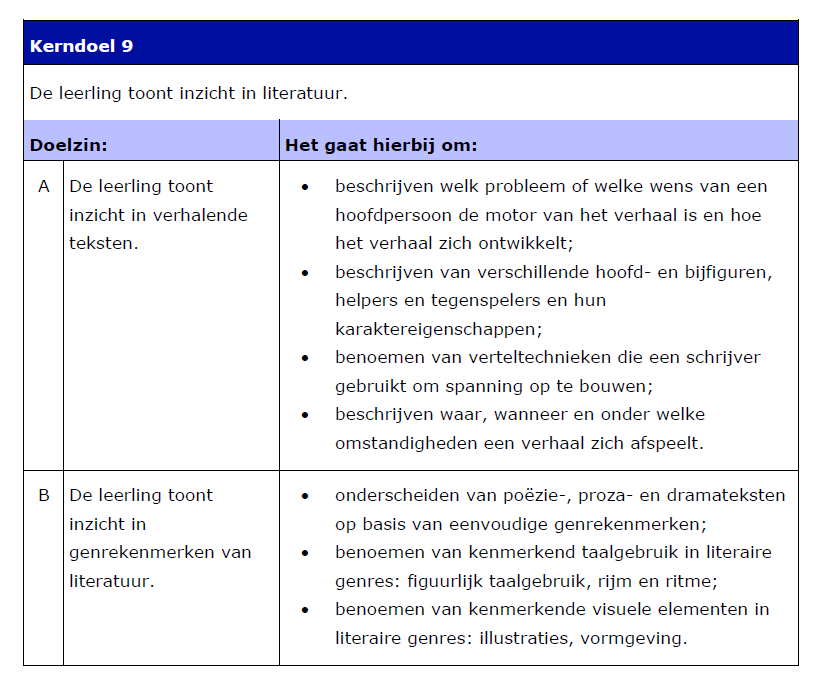 Kerndoel 9
De leerling toont inzicht in literatuur.
Doelzin:
Het gaat hierbij om:
A
De leerling toont
inzicht in verhalende
teksten.
• beschrijven welk probleem of welke wens van een
hoofdpersoon de motor van het verhaal is en hoe
het verhaal zich ontwikkelt;
• beschrijven van verschillende hoofd- en bijfiguren,
helpers en tegenspelers en hun
karaktereigenschappen;
• benoemen van verteltechnieken die een schrijver
gebruikt om spanning op te bouwen;
• beschrijven waar, wanneer en onder welke
omstandigheden een verhaal zich afspeelt.
B
De leerling toont
inzicht in
genrekenmerken van
literatuur.
• onderscheiden van poëzie-, proza- en dramateksten
op basis van eenvoudige genrekenmerken;
• benoemen van kenmerkend taalgebruik in literaire
genres: figuurlijk taalgebruik, rijm en ritme;
• benoemen van kenmerkende visuele elementen in
literaire genres: illustraties, vormgeving.